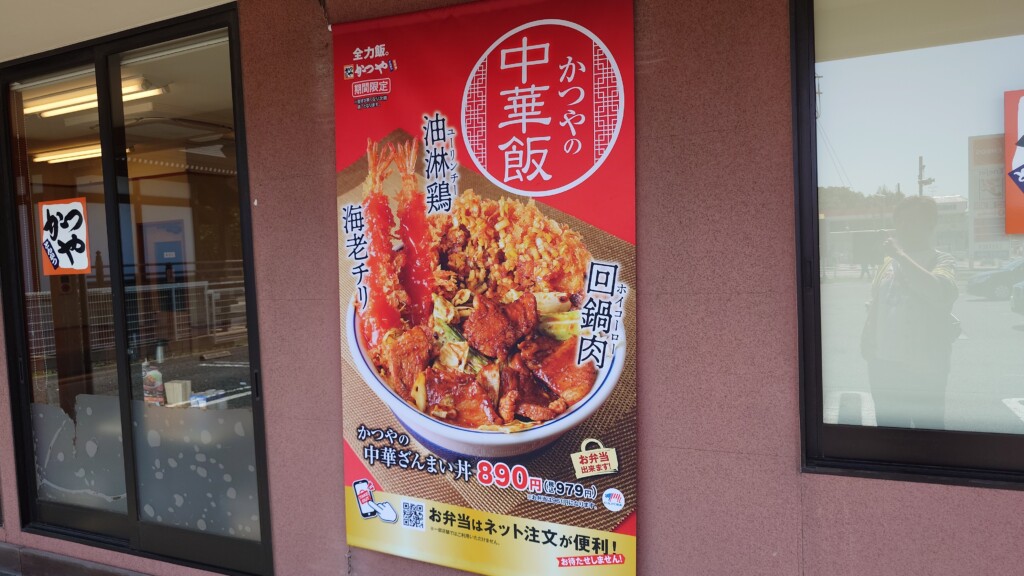 全力飯
かつや
期間限定
かつやの
中華飯
油淋鶏
ユーリンチー
海老チリ
回鍋肉
ホイコーロー
かつやの
中華ざんまい丼 890円(税込979円)
お弁当
出来ます!
お弁当はネット注文が便利!
お待たせしません!
かつや